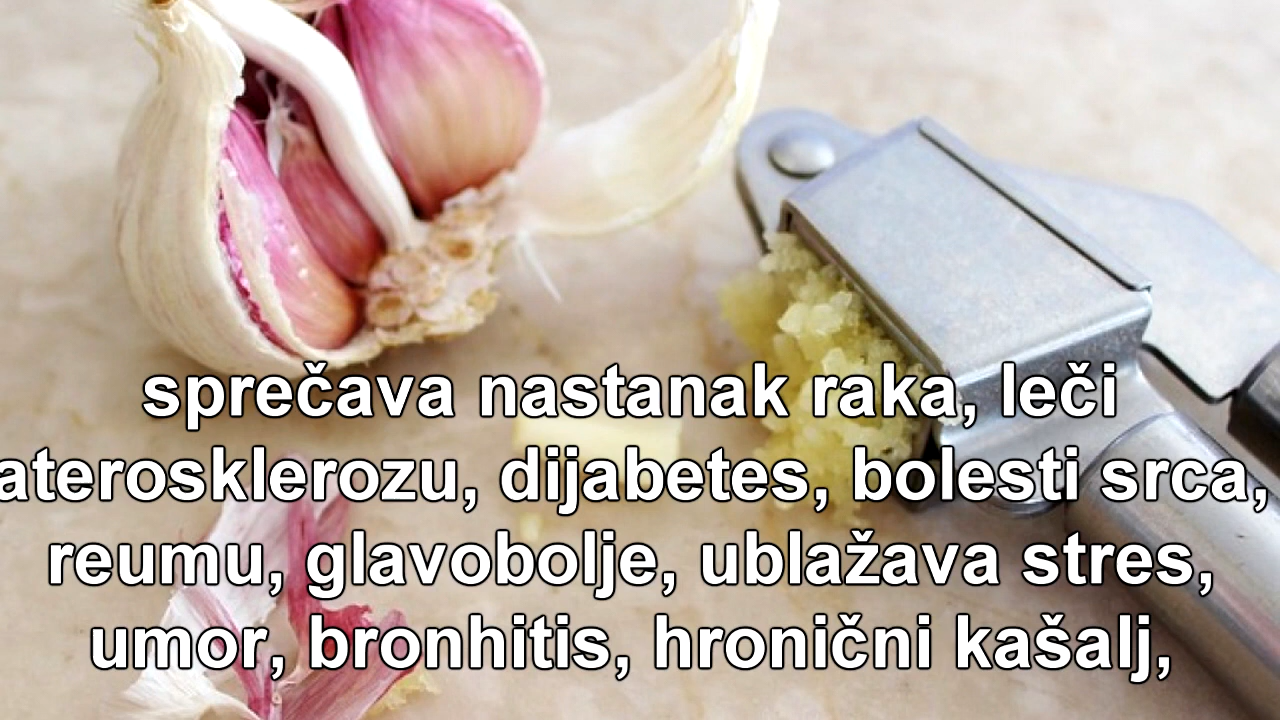 sprečava nastanak raka, leči
aterosklerozu, dijabetes, bolesti srca,
reumu, glavobolje, ublažava stres,
umor, bronhitis, hronični kašalj,